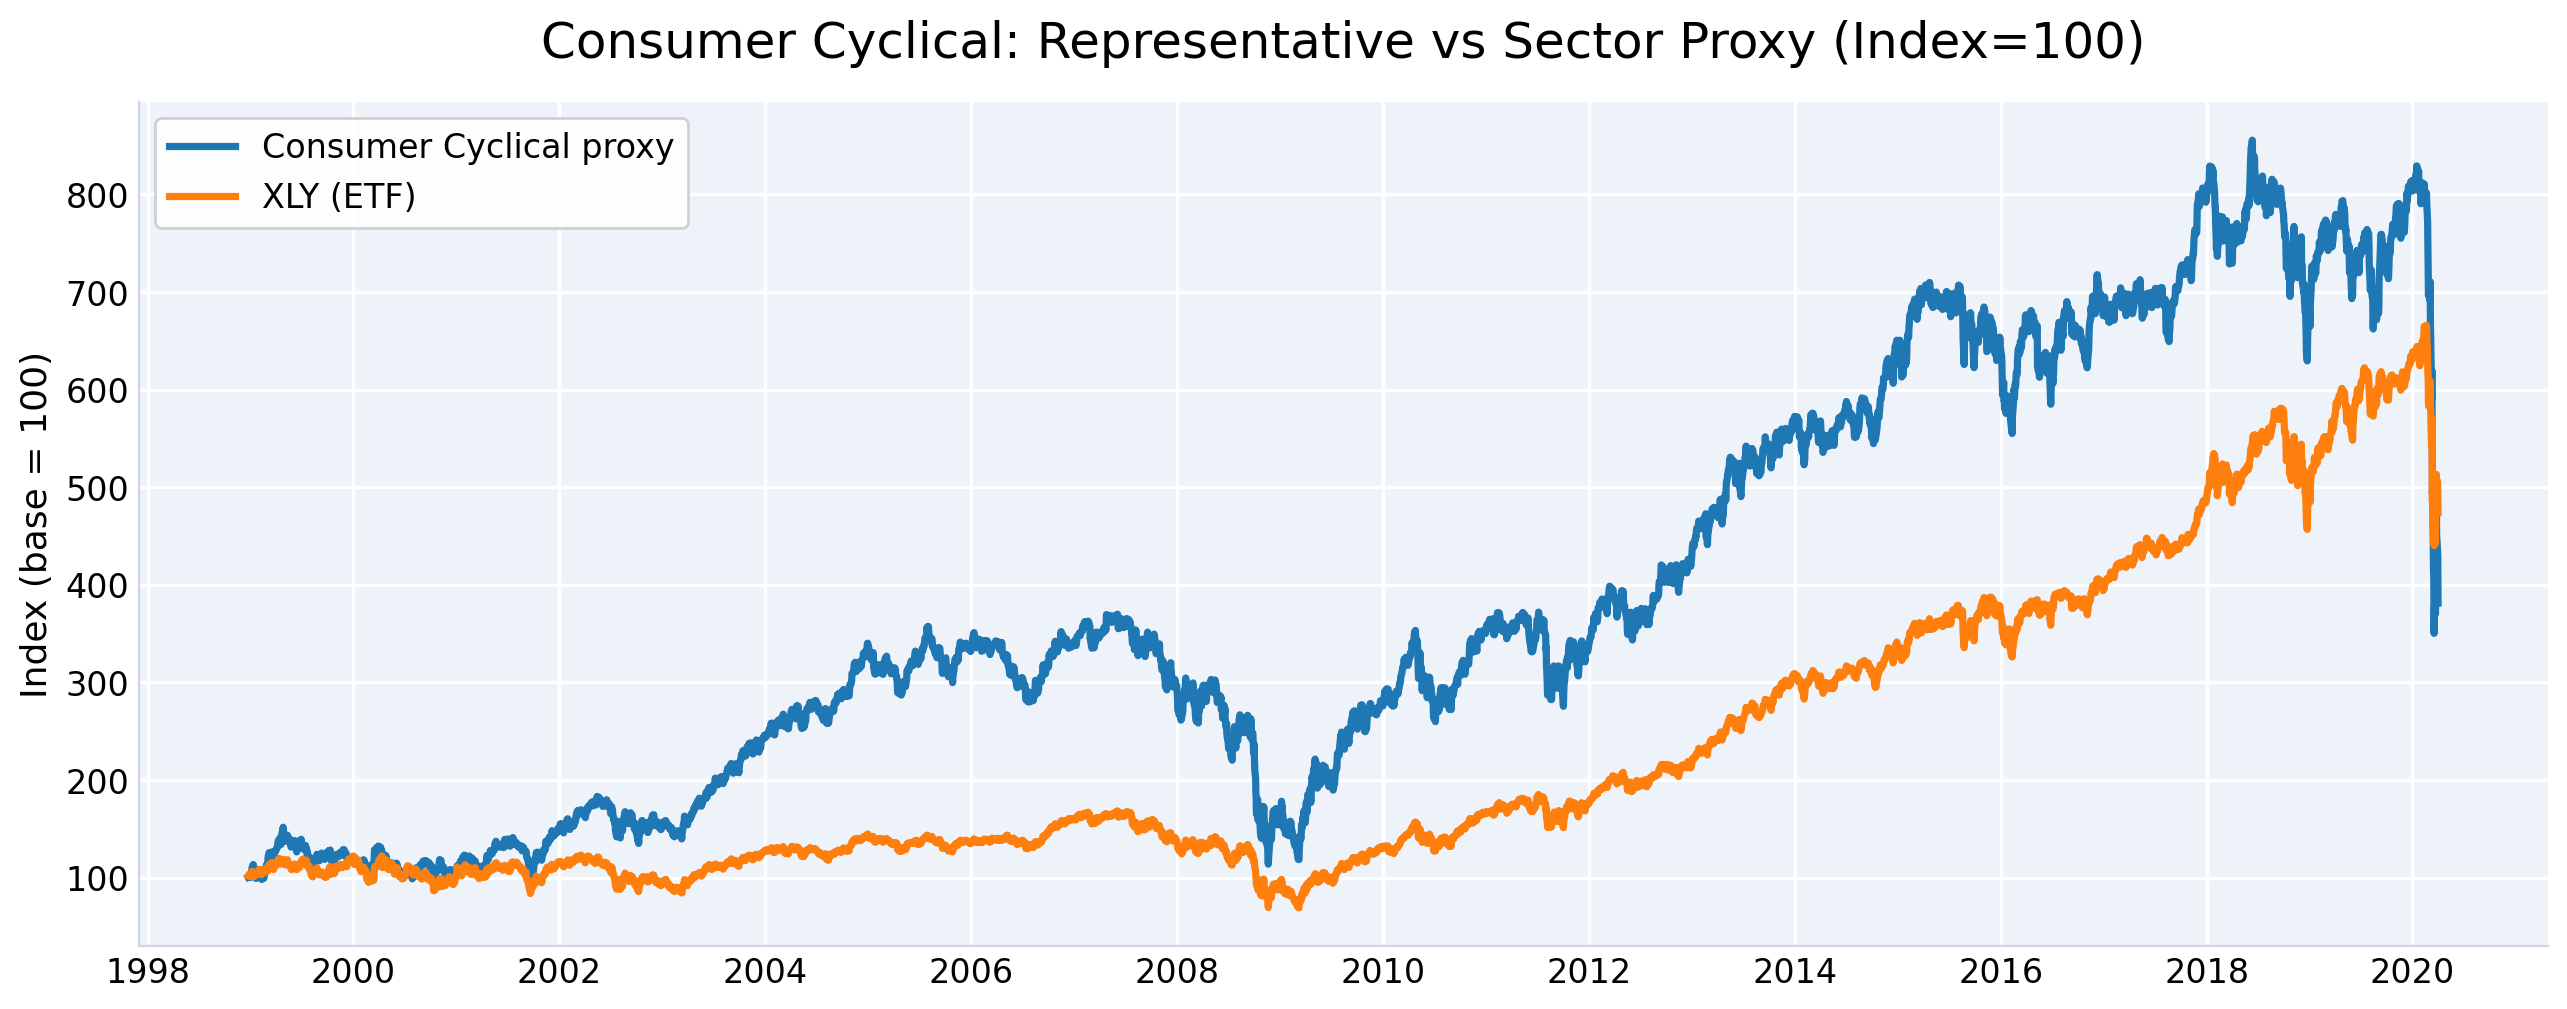 Consumer Cyclical: Representative vs Sector Proxy (Index=100)
Consumer Cyclical proxy
XLY (ETF)
Index (base = 100)
800
700
600
500
400
300
200
100
1998 2000 2002 2004 2006 2008 2010 2012 2014 2016 2018 2020